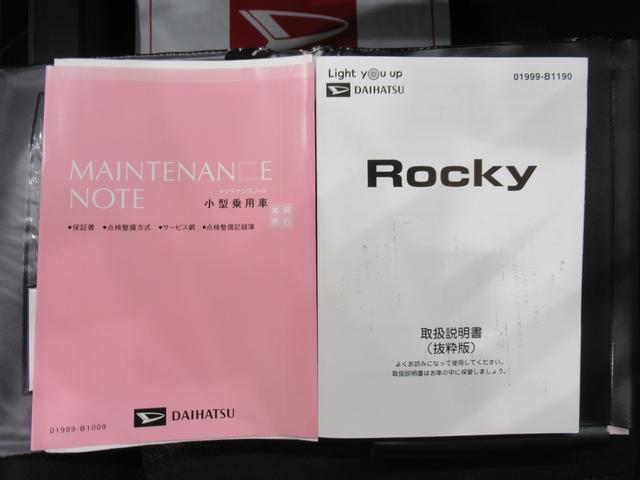 MAINTENANCE
NOTE
メンテナンスノート
小型乗用車
•保証書 •点検整備方式 •サービス網 •点検整備記録簿
01989-B1009
DAIHATSU
Light you up
01999-B1190
DAIHATSU
Rocky
取扱説明書
(抜粋版)
よくお読みになって使用してください。
取扱説明書はお車の中に保管しましょう。